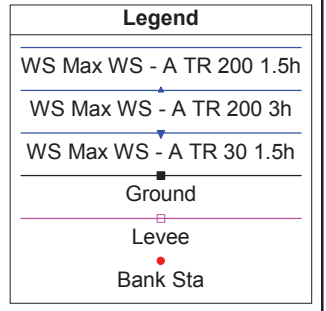 Legend
WS Max WS - A TR 200 1.5h
WS Max WS - A TR 200 3h
WS Max WS - A TR 30 1.5h
Ground
Levee
Bank Sta